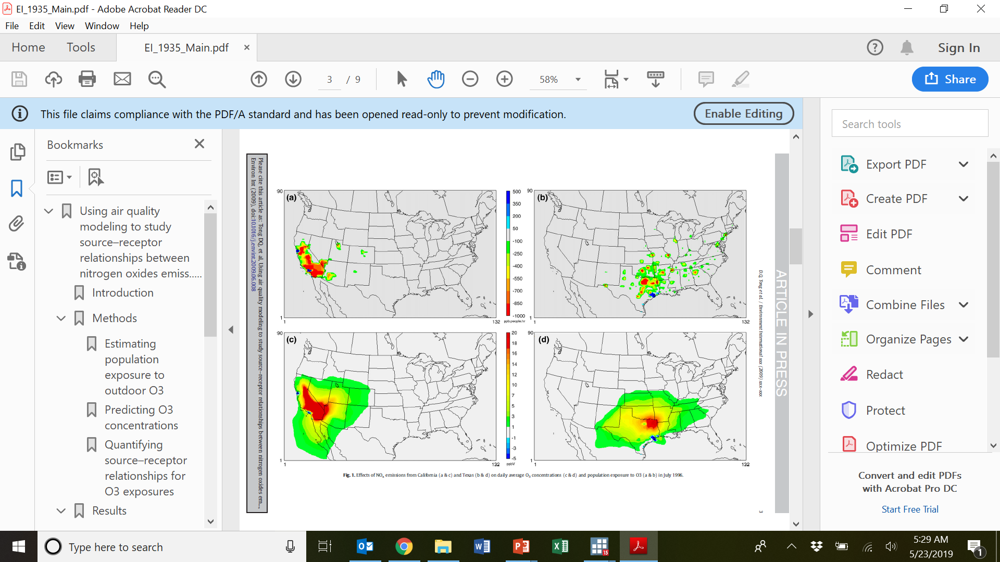 EI_1935_Main.pdf - Adobe Acrobat Reader DC
File Edit View Window Help
Home Tools EI_1935_Main.pdf × Sign In
3 / 9 58% Share
This file claims compliance with the PDF/A standard and has been opened read-only to prevent modification. Enable Editing
Bookmarks
Using air quality
modeling to study
source–receptor
relationships between
nitrogen oxides emiss.....
Introduction
Methods
Estimating
population
exposure to
outdoor O3
Predicting O3
concentrations
Quantifying
source–receptor
relationships for
O3 exposures
Results
Please cite this article as: Tong DQ, et al, Using air quality modeling to study source–receptor relationships between nitrogen oxides em...,
Environ Int (2009), doi:10.1016/j.envint.2009.06.008
90 (a)
1
1 132
500
350
200
50
-100
-250
-400
-550
-700
-850
-1000
ppb.people.hr
90 (b)
1
1 132
90 (c)
1
1 132
20
18
16
14
12
10
7
5
3
1
-1
-3
-5
ppbV
90 (d)
1
1 132
Fig. 1. Effects of NOx emissions from California (a & c) and Texas (b & d) on daily average O3 concentrations (c & d) and population exposure to O3 (a & b) in July 1996.
D.Q. Tong et al. / Environment International xxx (2009) xxx–xxx
3
ARTICLE IN PRESS
Search tools
Export PDF
Create PDF
Edit PDF
Comment
Combine Files
Organize Pages
Redact
Protect
Optimize PDF
Convert and edit PDFs
with Acrobat Pro DC
Start Free Trial
Type here to search
15
5:29 AM
5/23/2019
1